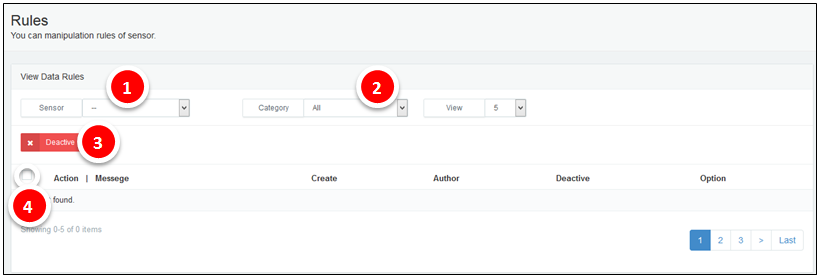 Rules
You can manipulation rules of sensor.
View Data Rules
1
2
Sensor -- Category All View 5
Deactive 3
Action | Messege Create Author Deactive Option
4 found.
Showing 0-5 of 0 items
1 2 3 > Last